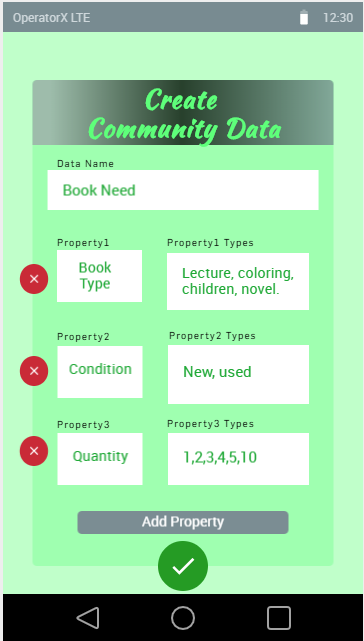 OperatorX LTE 12:30
Create
Community Data
Data Name
Book Need
Property1 Property1 Types
Book
Type
Lecture, coloring,
children, novel.
Property2 Property2 Types
Condition New, used
Property3 Property3 Types
Quantity 1,2,3,4,5,10
Add Property